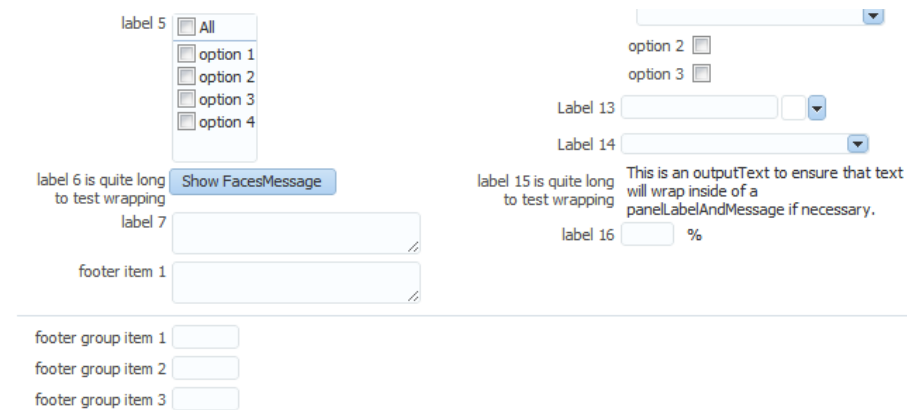 label 5
All
option 1
option 2
option 3
option 4
label 6 is quite long
to test wrapping
Show FacesMessage
label 7
footer item 1
option 2
option 3
Label 13
Label 14
label 15 is quite long
to test wrapping
This is an outputText to ensure that text
will wrap inside of a
panelLabelAndMessage if necessary.
label 16
%
footer group item 1
footer group item 2
footer group item 3